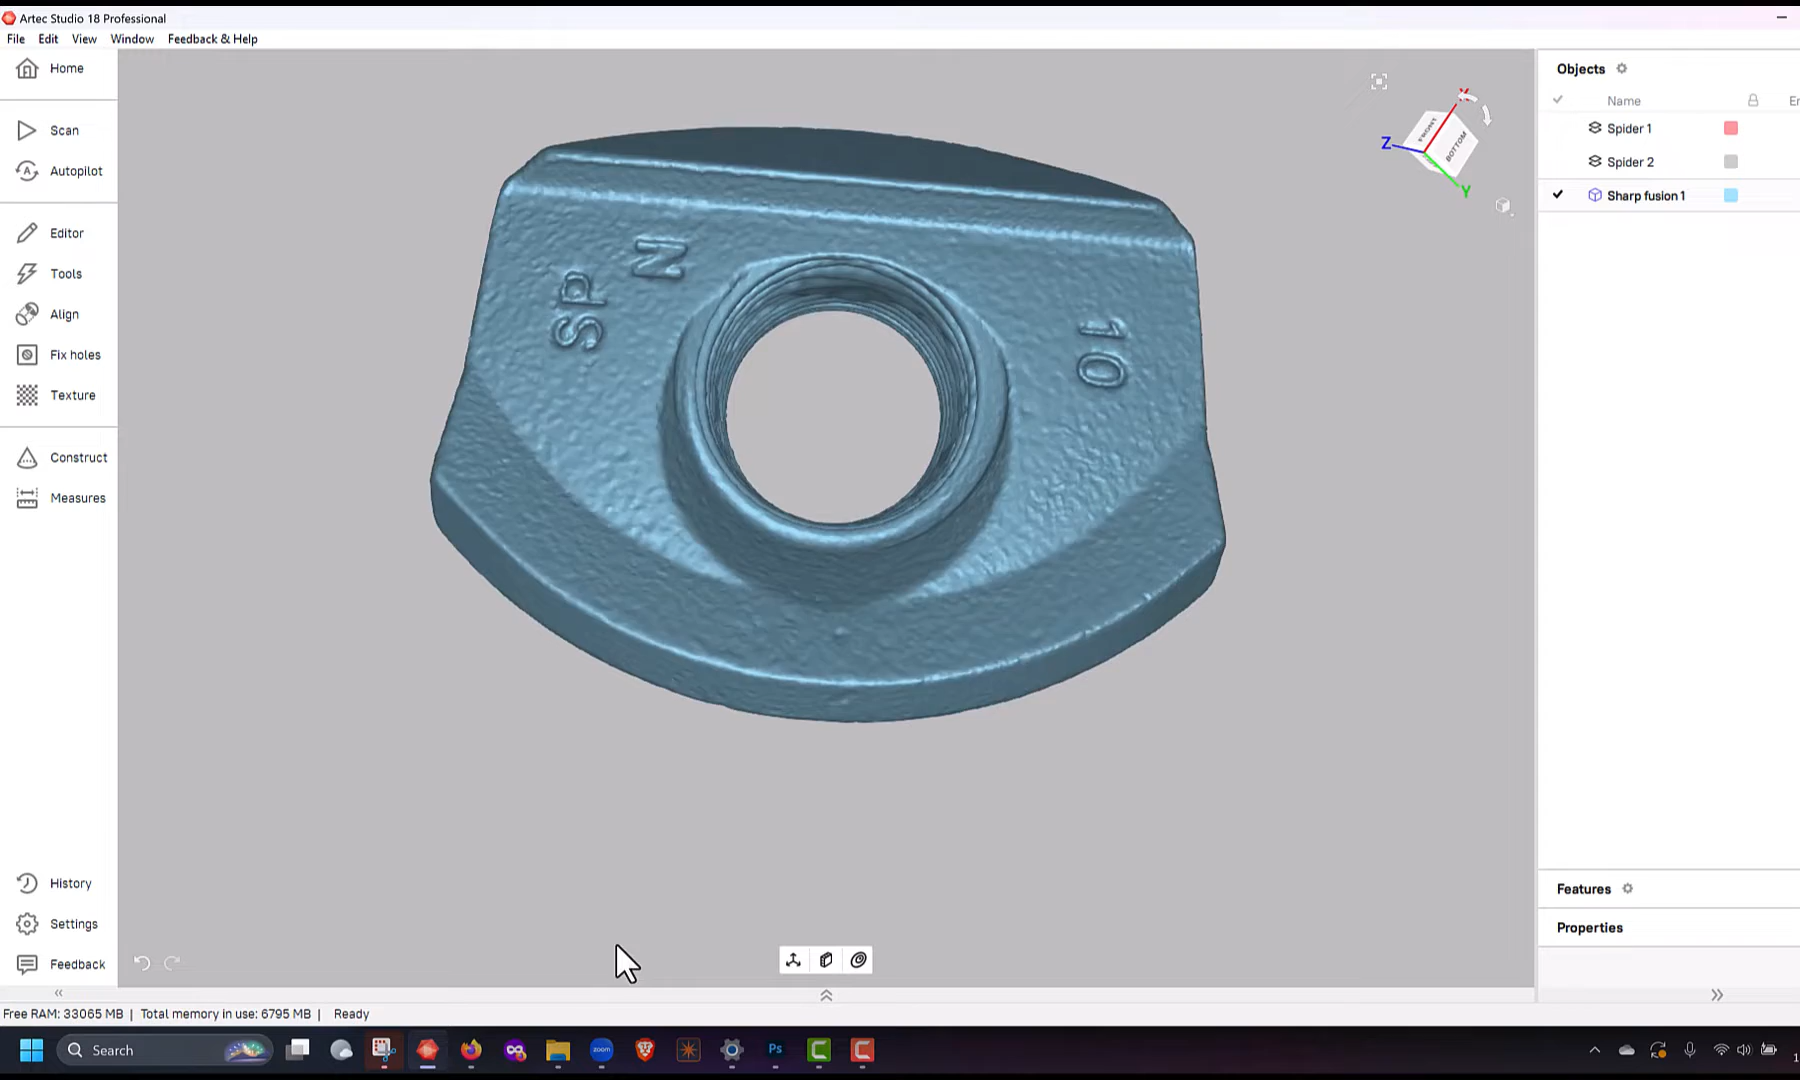 Artec Studio 18 Professional
File Edit View Window Feedback & Help
Home
Scan
Autopilot
Editor
Tools
Align
Fix holes
Texture
Construct
Measures
History
Settings
Feedback
SP N
10
X
FRONT
BOTTOM
Z
Y
Objects
Name
Spider 1
Spider 2
Sharp fusion 1
Features
Properties
Free RAM: 33065 MB | Total memory in use: 6795 MB | Ready
Search
Ps
zoom